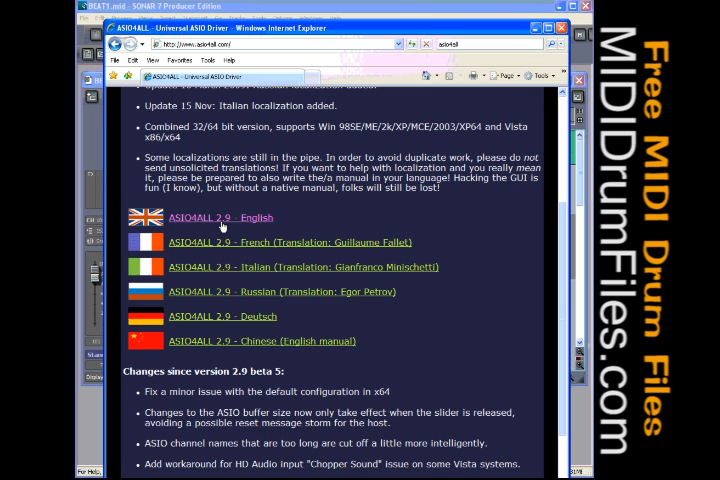 BEAT1.mid - SONAR 7 Producer Edition
ASIO4ALL - Universal ASIO Driver - Windows Internet Explorer
http://www.asio4all.com/
asio4all
File Edit View Favorites Tools Help
ASIO4ALL - Universal ASIO Driver
Page Tools
Update 15 Nov: Italian localization added.
Combined 32/64 bit version, supports Win 98SE/ME/2k/XP/MCE/2003/XP64 and Vista
x86/x64
Some localizations are still in the pipe. In order to avoid duplicate work, please do not
send unsolicited translations! If you want to help with localization and you really mean
it, please be prepared to also write the/a manual in your language! Hacking the GUI is
fun (I know), but without a native manual, folks will still be lost!
ASIO4ALL 2.9 - English
ASIO4ALL 2.9 - French (Translation: Guillaume Fallet)
ASIO4ALL 2.9 - Italian (Translation: Gianfranco Minischetti)
ASIO4ALL 2.9 - Russian (Translation: Egor Petrov)
ASIO4ALL 2.9 - Deutsch
ASIO4ALL 2.9 - Chinese (English manual)
Changes since version 2.9 beta 5:
Fix a minor issue with the default configuration in x64
Changes to the ASIO buffer size now only take effect when the slider is released,
avoiding a possible reset message storm for the host.
ASIO channel names that are too long are cut off a little more intelligently.
Add workaround for HD Audio input "Chopper Sound" issue on some Vista systems.
For Help,
Free MIDI Drum Files
MIDIDrumFiles.com